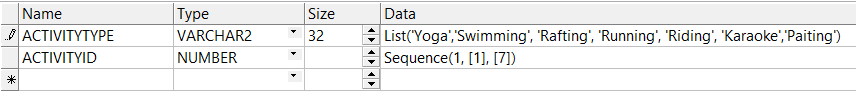 Name Type Size Data
ACTIVITYTYPE VARCHAR2 32 List('Yoga','Swimming', 'Rafting', 'Running', 'Riding', 'Karaoke','Paiting')
ACTIVITYID NUMBER Sequence(1, [1], [7])